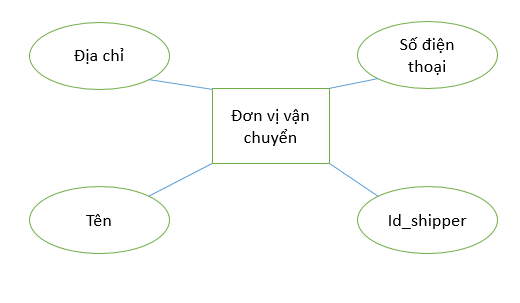 Địa chỉ
Số điện
thoại
Đơn vị vận
chuyển
Tên
Id_shipper